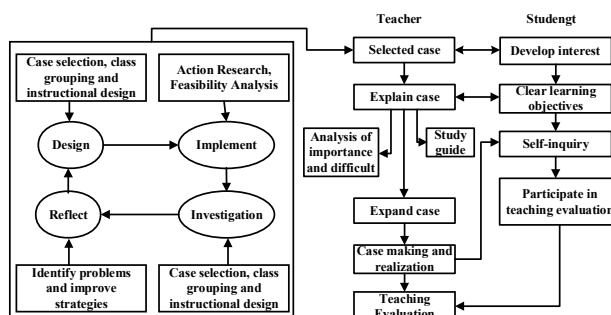 Teacher
Studengt
Case selection, class
grouping and
instructional design
Action Research,
Feasibility Analysis
Design
Implement
Reflect
Investigation
Identify problems
and improve
strategies
Case selection, class
grouping and
instructional design
Selected case
Develop interest
Explain case
Clear learning
objectives
Analysis of
importance
and difficult
Study
guide
Self-inquiry
Expand case
Participate in
teaching evaluation
Case making and
realization
Teaching
Evaluation